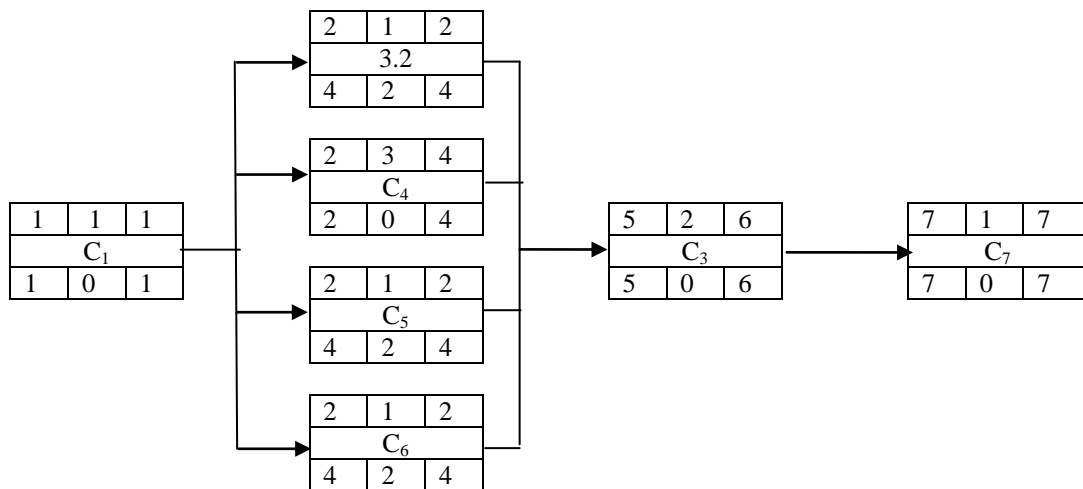 1 1 1
C₁
1 0 1
2 1 2
3.2
4 2 4
2 3 4
C₄
2 0 4
2 1 2
C₅
4 2 4
2 1 2
C₆
4 2 4
5 2 6
C₃
5 0 6
7 1 7
C₇
7 0 7